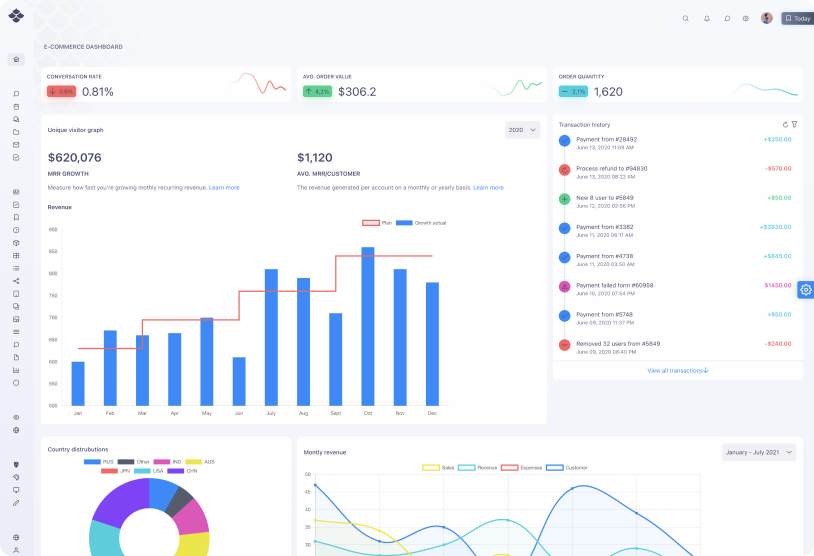 Today
E-COMMERCE DASHBOARD
CONVERSATION RATE
0,6% 0.81%
AVG. ORDER VALUE
4,2% $306.2
ORDER QUANTITY
2,1% 1,620
Unique visitor graph
2020
$620,076
MRR GROWTH
Measure how fast you're growing mothly recurring revenue. Learn more
$1,120
AVG. MRR/CUSTOMER
The revenue generated per account on a monthly or yearly basis. Learn more
Revenue
Plan Growth actual
900
850
800
750
700
650
600
550
500
Jan Feb Mar Apr May Jun July Aug Sept Oct Nov Dec
Transaction history
Payment from #28492 +$250.00
June 13, 2020 11:09 AM
Process refund to #94830 -$570.00
June 13, 2020 08:22 AM
New 8 user to #5849 +$50.00
June 12, 2020 02:56 PM
Payment from #3382 +$3830.00
June 11, 2020 06:11 AM
Payment from #4738 +$845.00
June 11, 2020 03:50 AM
Payment failed form #60958 $1450.00
June 10, 2020 07:54 PM
Payment from #5748 +$50.00
June 09, 2020 11:37 PM
Removed 32 users from #5849 -$240.00
June 09, 2020 08:40 PM
View all transactions
Country distrubutions
RUS Other IND AUS
JPN USA CHN
Montly revenue
January - July 2021
Sales Revenue Expenses Customer
50
45
40
35
30